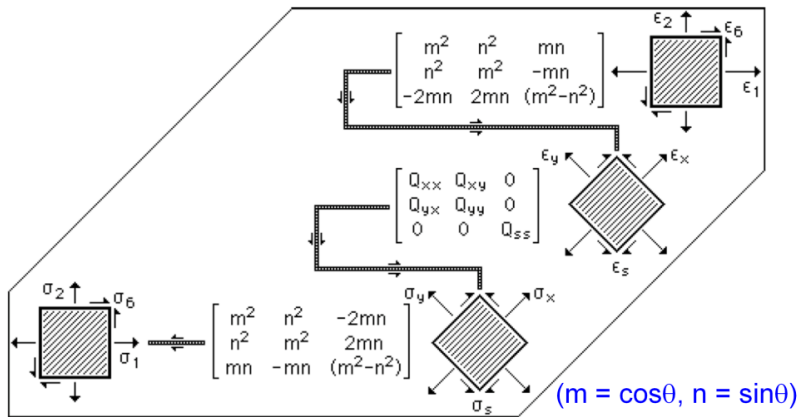 ε2
ε6
m² n² mn
n² m² -mn
-2mn 2mn (m²-n²)
ε1
εy εx
Qxx Qxy 0
Qyx Qyy 0
0 0 Qss
εs
σ2
σ6
σy σx
m² n² -2mn
n² m² 2mn
mn -mn (m²-n²)
σ1
σs
(m = cosθ, n = sinθ)